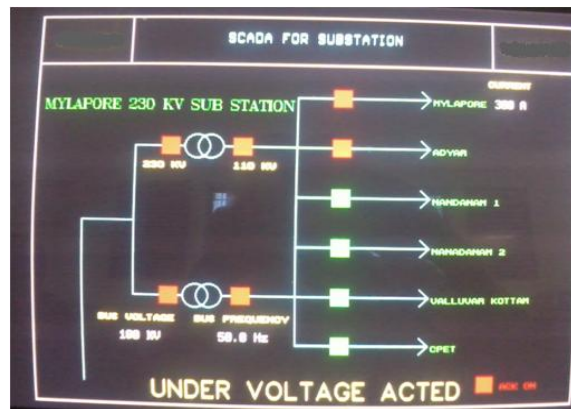 SCADA FOR SUBSTATION
CURRENT
MYLAPORE 230 KV SUB STATION
MYLAPORE 300 A
ADYAR
230 KV
110 KV
NANDANAM 1
NANADANAM 2
VALLUVAR KOTTAM
BUS VOLTAGE
BUS FREQUENCY
180 KV
50.0 Hz
CPET
UNDER VOLTAGE ACTED
ACK ON